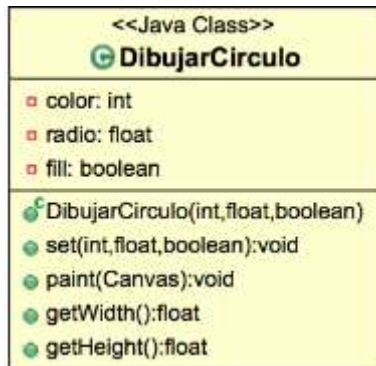 <<Java Class>>
DibujarCirculo
color: int
radio: float
fill: boolean
DibujarCirculo(int,float,boolean)
set(int,float,boolean):void
paint(Canvas):void
getWidth():float
getHeight():float